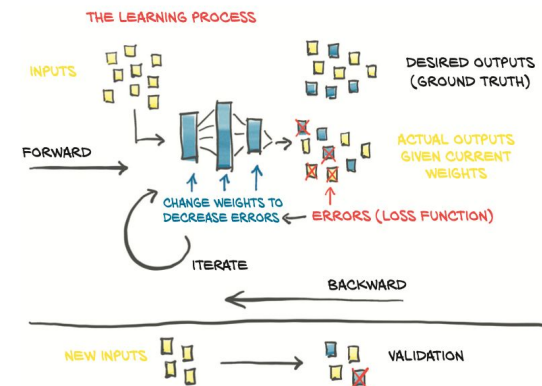 THE LEARNING PROCESS
INPUTS
DESIRED OUTPUTS
(GROUND TRUTH)
ACTUAL OUTPUTS
GIVEN CURRENT
WEIGHTS
FORWARD
CHANGE WEIGHTS TO
DECREASE ERRORS
ERRORS (LOSS FUNCTION)
ITERATE
BACKWARD
NEW INPUTS
VALIDATION